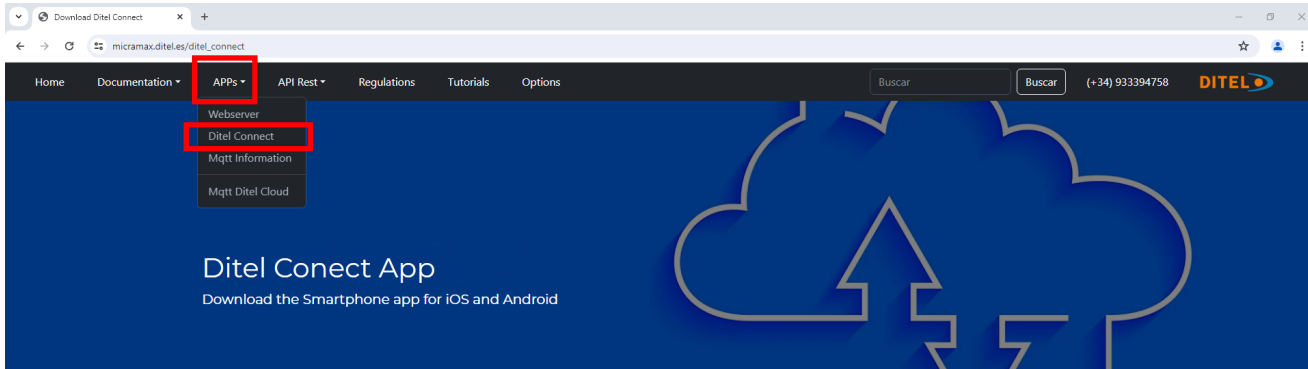 Download Ditel Connect
micramax.ditel.es/ditel_connect
Home Documentation APPs API Rest Regulations Tutorials Options Buscar Buscar (+34) 933394758 DITEL
Webserver
Ditel Connect
Mqtt Information
Mqtt Ditel Cloud
Ditel Conect App
Download the Smartphone app for iOS and Android